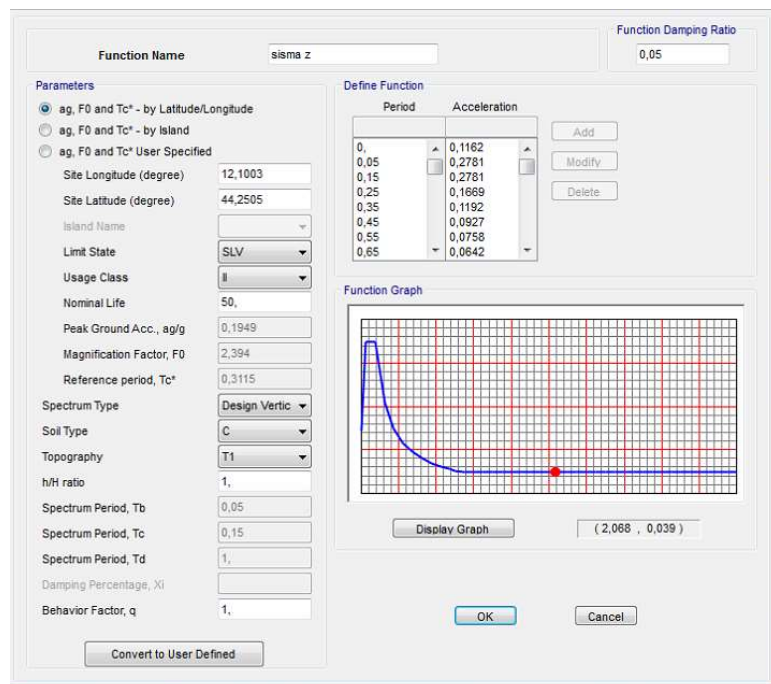 Function Damping Ratio
Function Name sisma z 0,05
Parameters
ag, F0 and Tc* - by Latitude/Longitude
ag, F0 and Tc* - by Island
ag, F0 and Tc* User Specified
Site Longitude (degree) 12,1003
Site Latitude (degree) 44,2505
Island Name
Limit State SLV
Usage Class II
Nominal Life 50,
Peak Ground Acc., ag/g 0,1949
Magnification Factor, F0 2,394
Reference period, Tc* 0,3115
Spectrum Type Design Vertic
Soil Type C
Topography T1
h/H ratio 1,
Spectrum Period, Tb 0,05
Spectrum Period, Tc 0,15
Spectrum Period, Td 1,
Damping Percentage, Xi
Behavior Factor, q 1,
Convert to User Defined
Define Function
Period Acceleration
0, 0,1162
0,05 0,2781
0,15 0,2781
0,25 0,1669
0,35 0,1192
0,45 0,0927
0,55 0,0758
0,65 0,0642
Add
Modify
Delete
Function Graph
Display Graph (2,068 , 0,039 )
OK Cancel